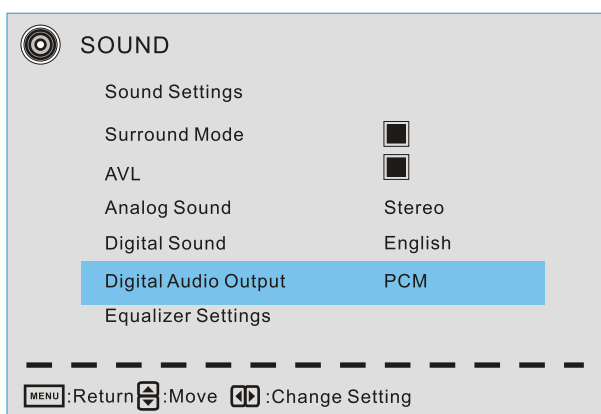 SOUND
Sound Settings
Surround Mode
AVL
Analog Sound Stereo
Digital Sound English
Digital Audio Output PCM
Equalizer Settings
MENU :Return :Move :Change Setting